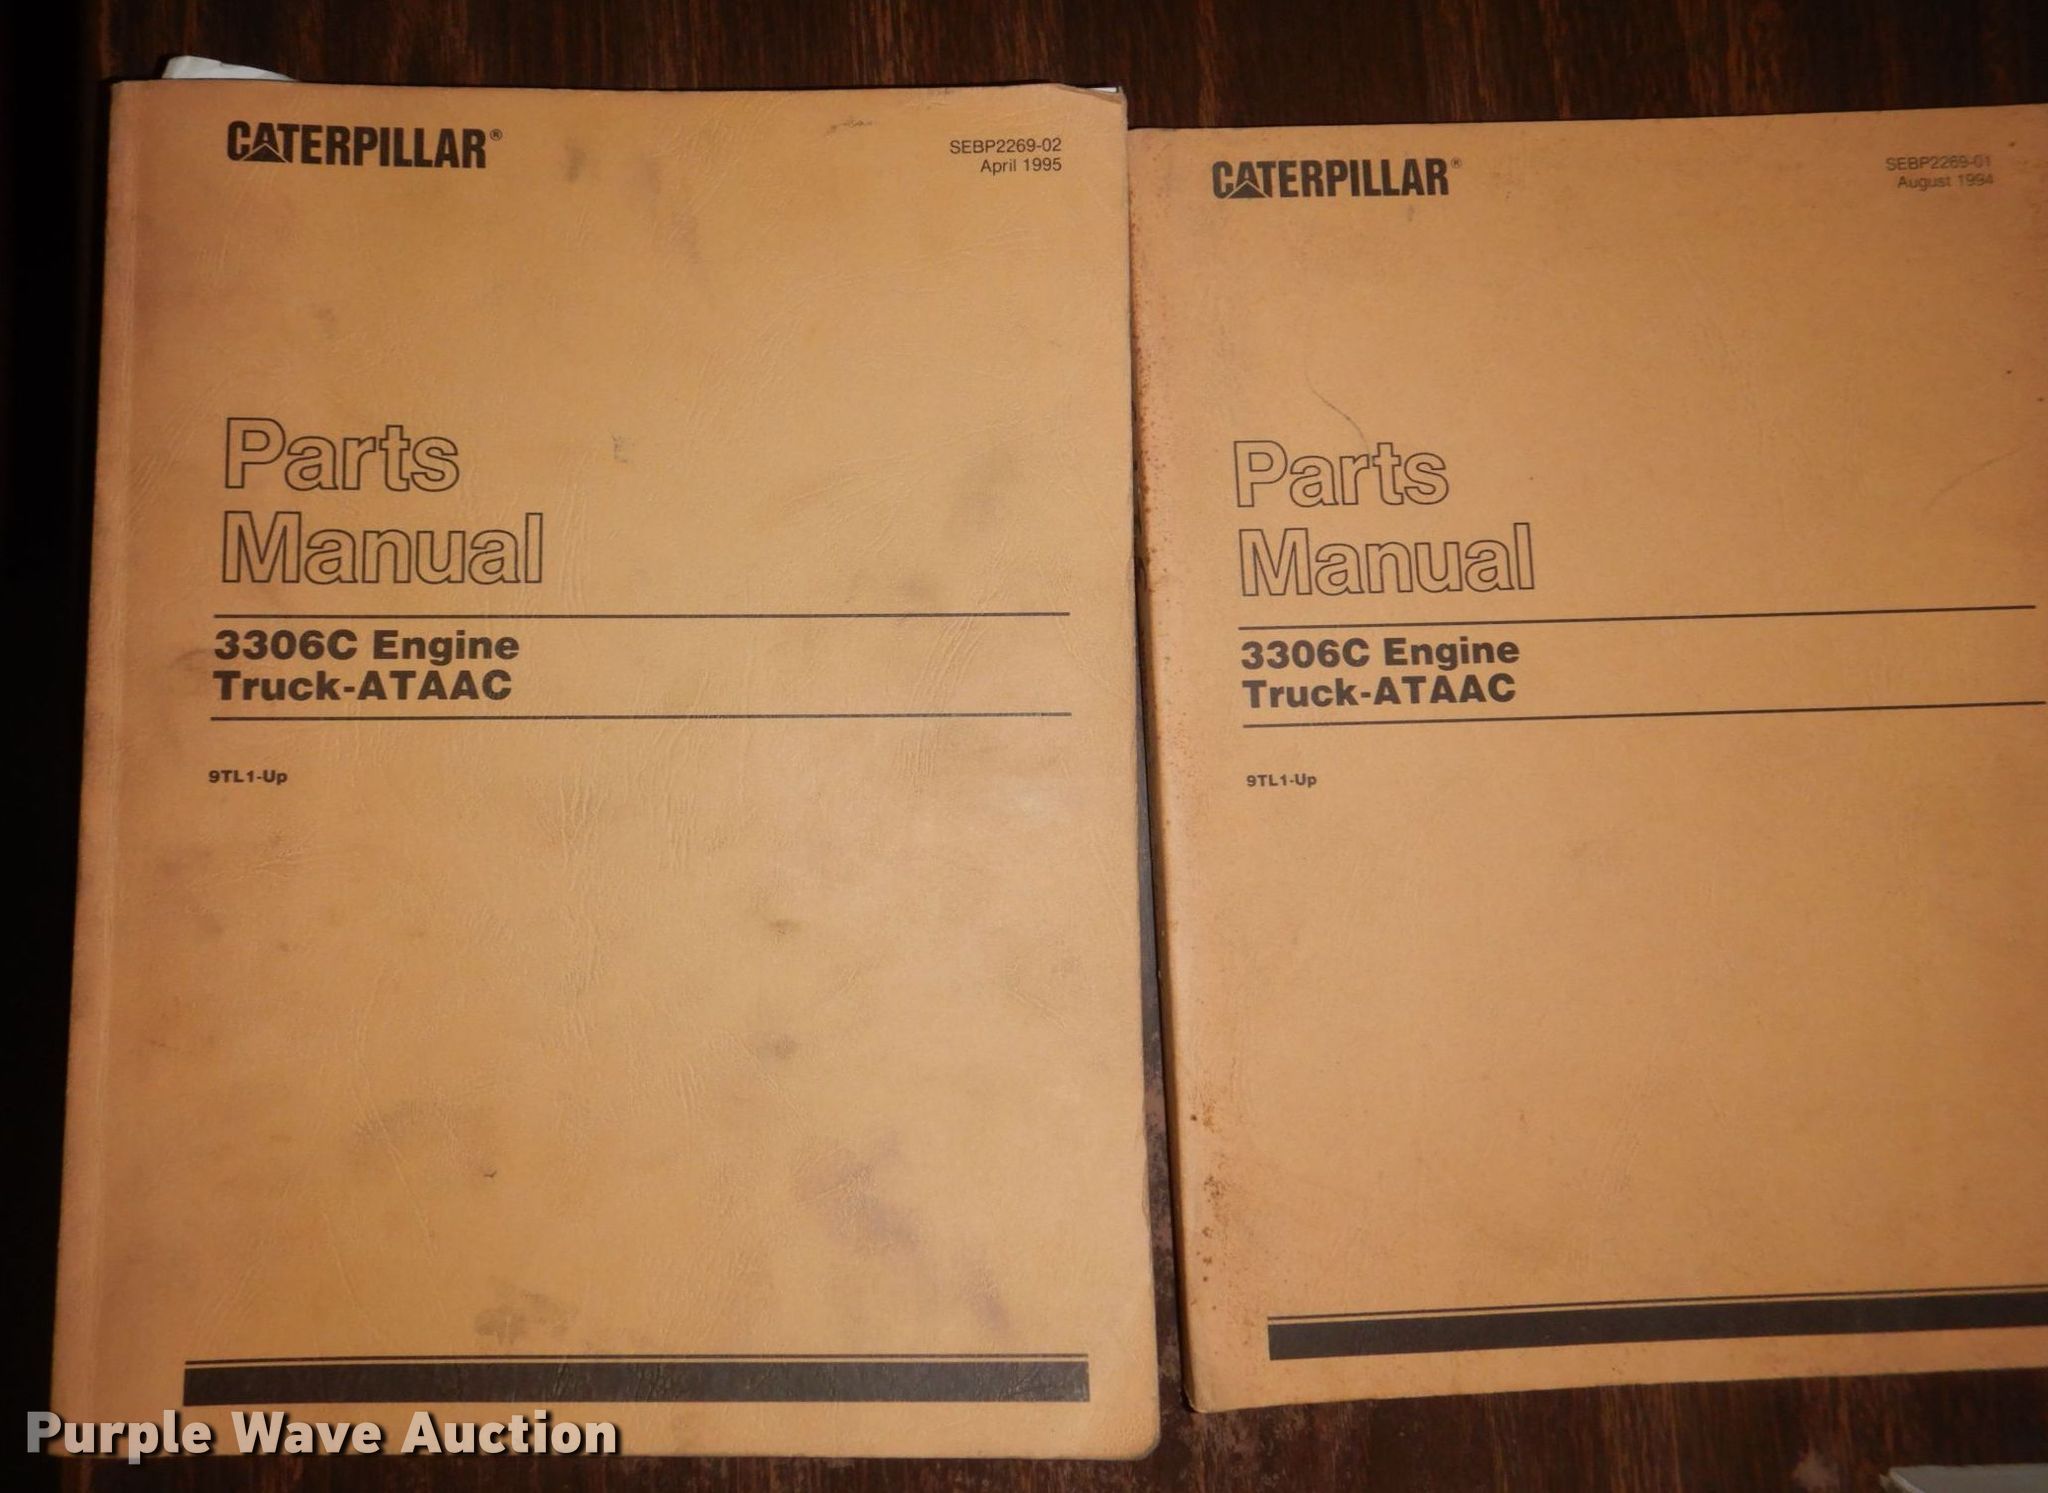 CATERPILLAR®
SEBP2269-02
April 1995
Parts
Manual
3306C Engine
Truck-ATAAC
9TL1-Up
CATERPILLAR®
SEBP2269-01
August 1994
Parts
Manual
3306C Engine
Truck-ATAAC
9TL1-Up
Purple Wave Auction